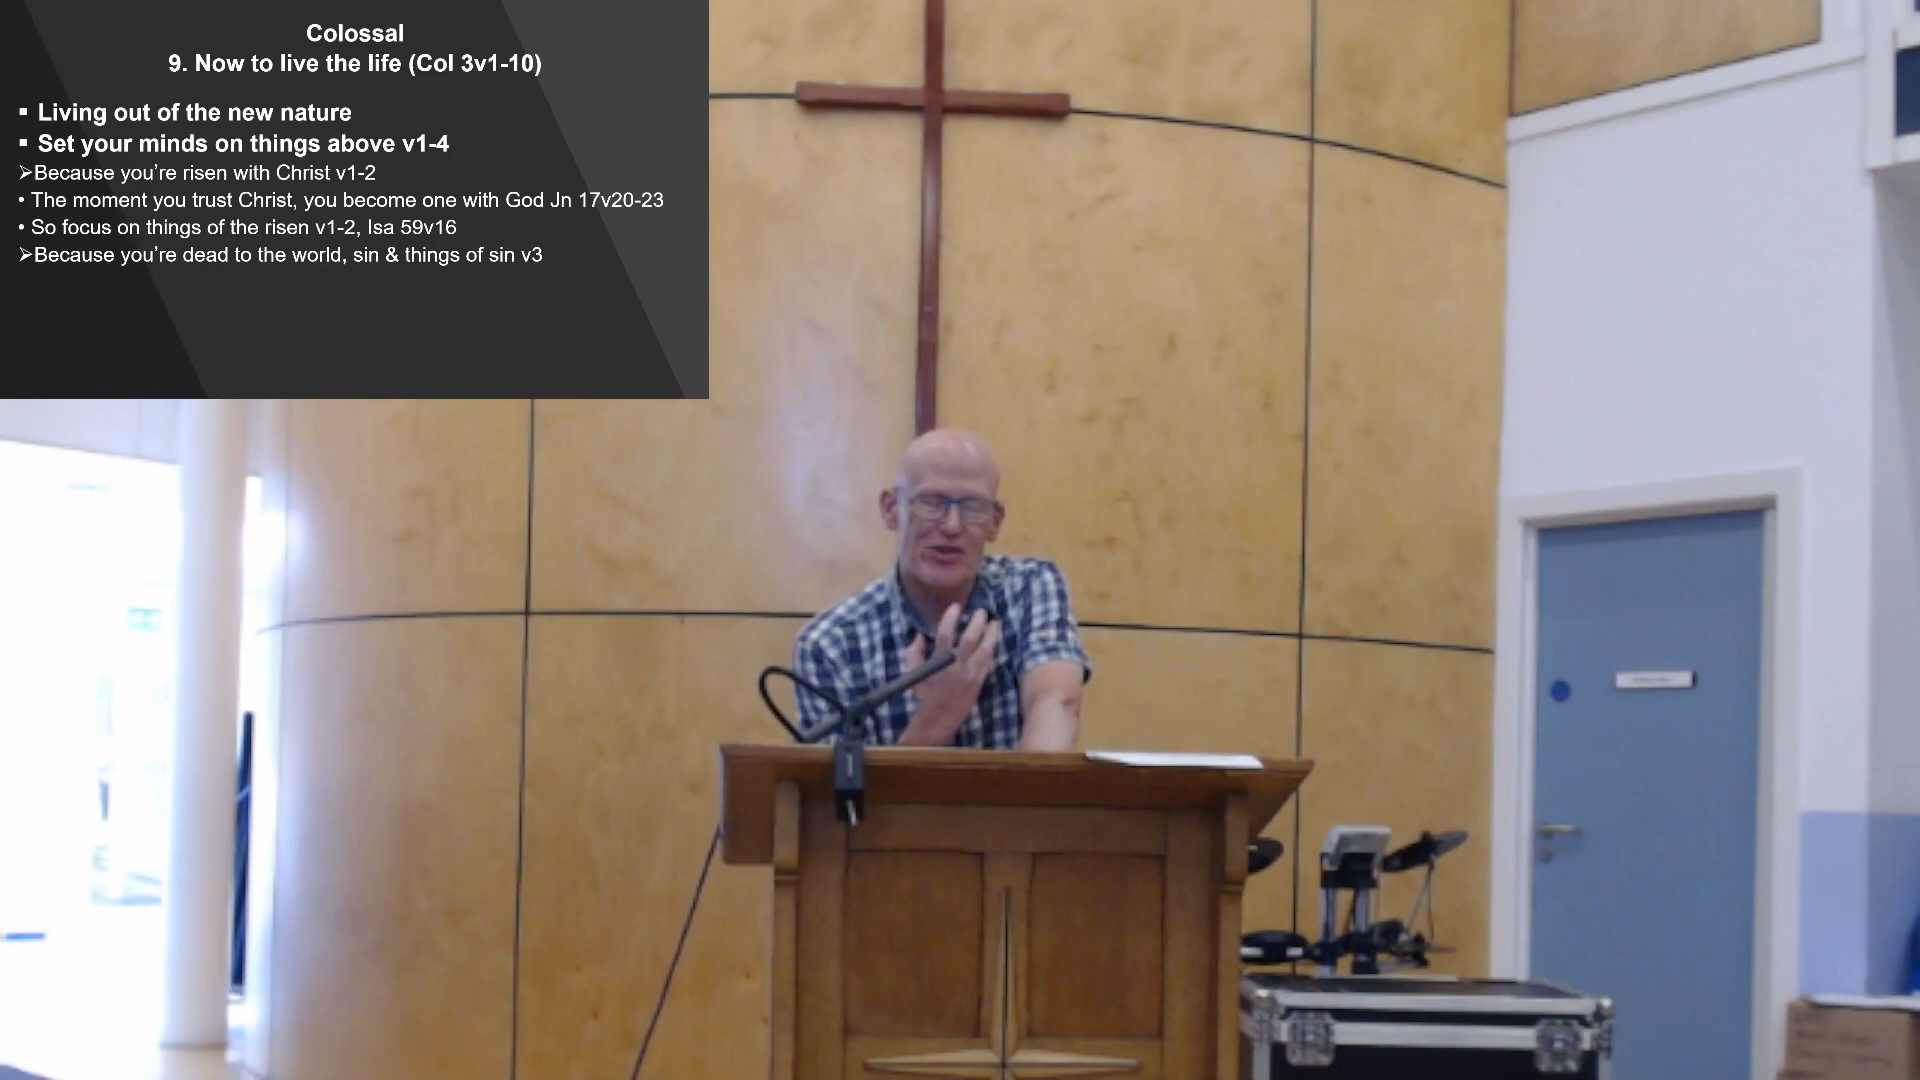 Colossal
9. Now to live the life (Col 3v1-10)
▪ Living out of the new nature
▪ Set your minds on things above v1-4
➢Because you’re risen with Christ v1-2
• The moment you trust Christ, you become one with God Jn 17v20-23
• So focus on things of the risen v1-2, Isa 59v16
➢Because you’re dead to the world, sin & things of sin v3